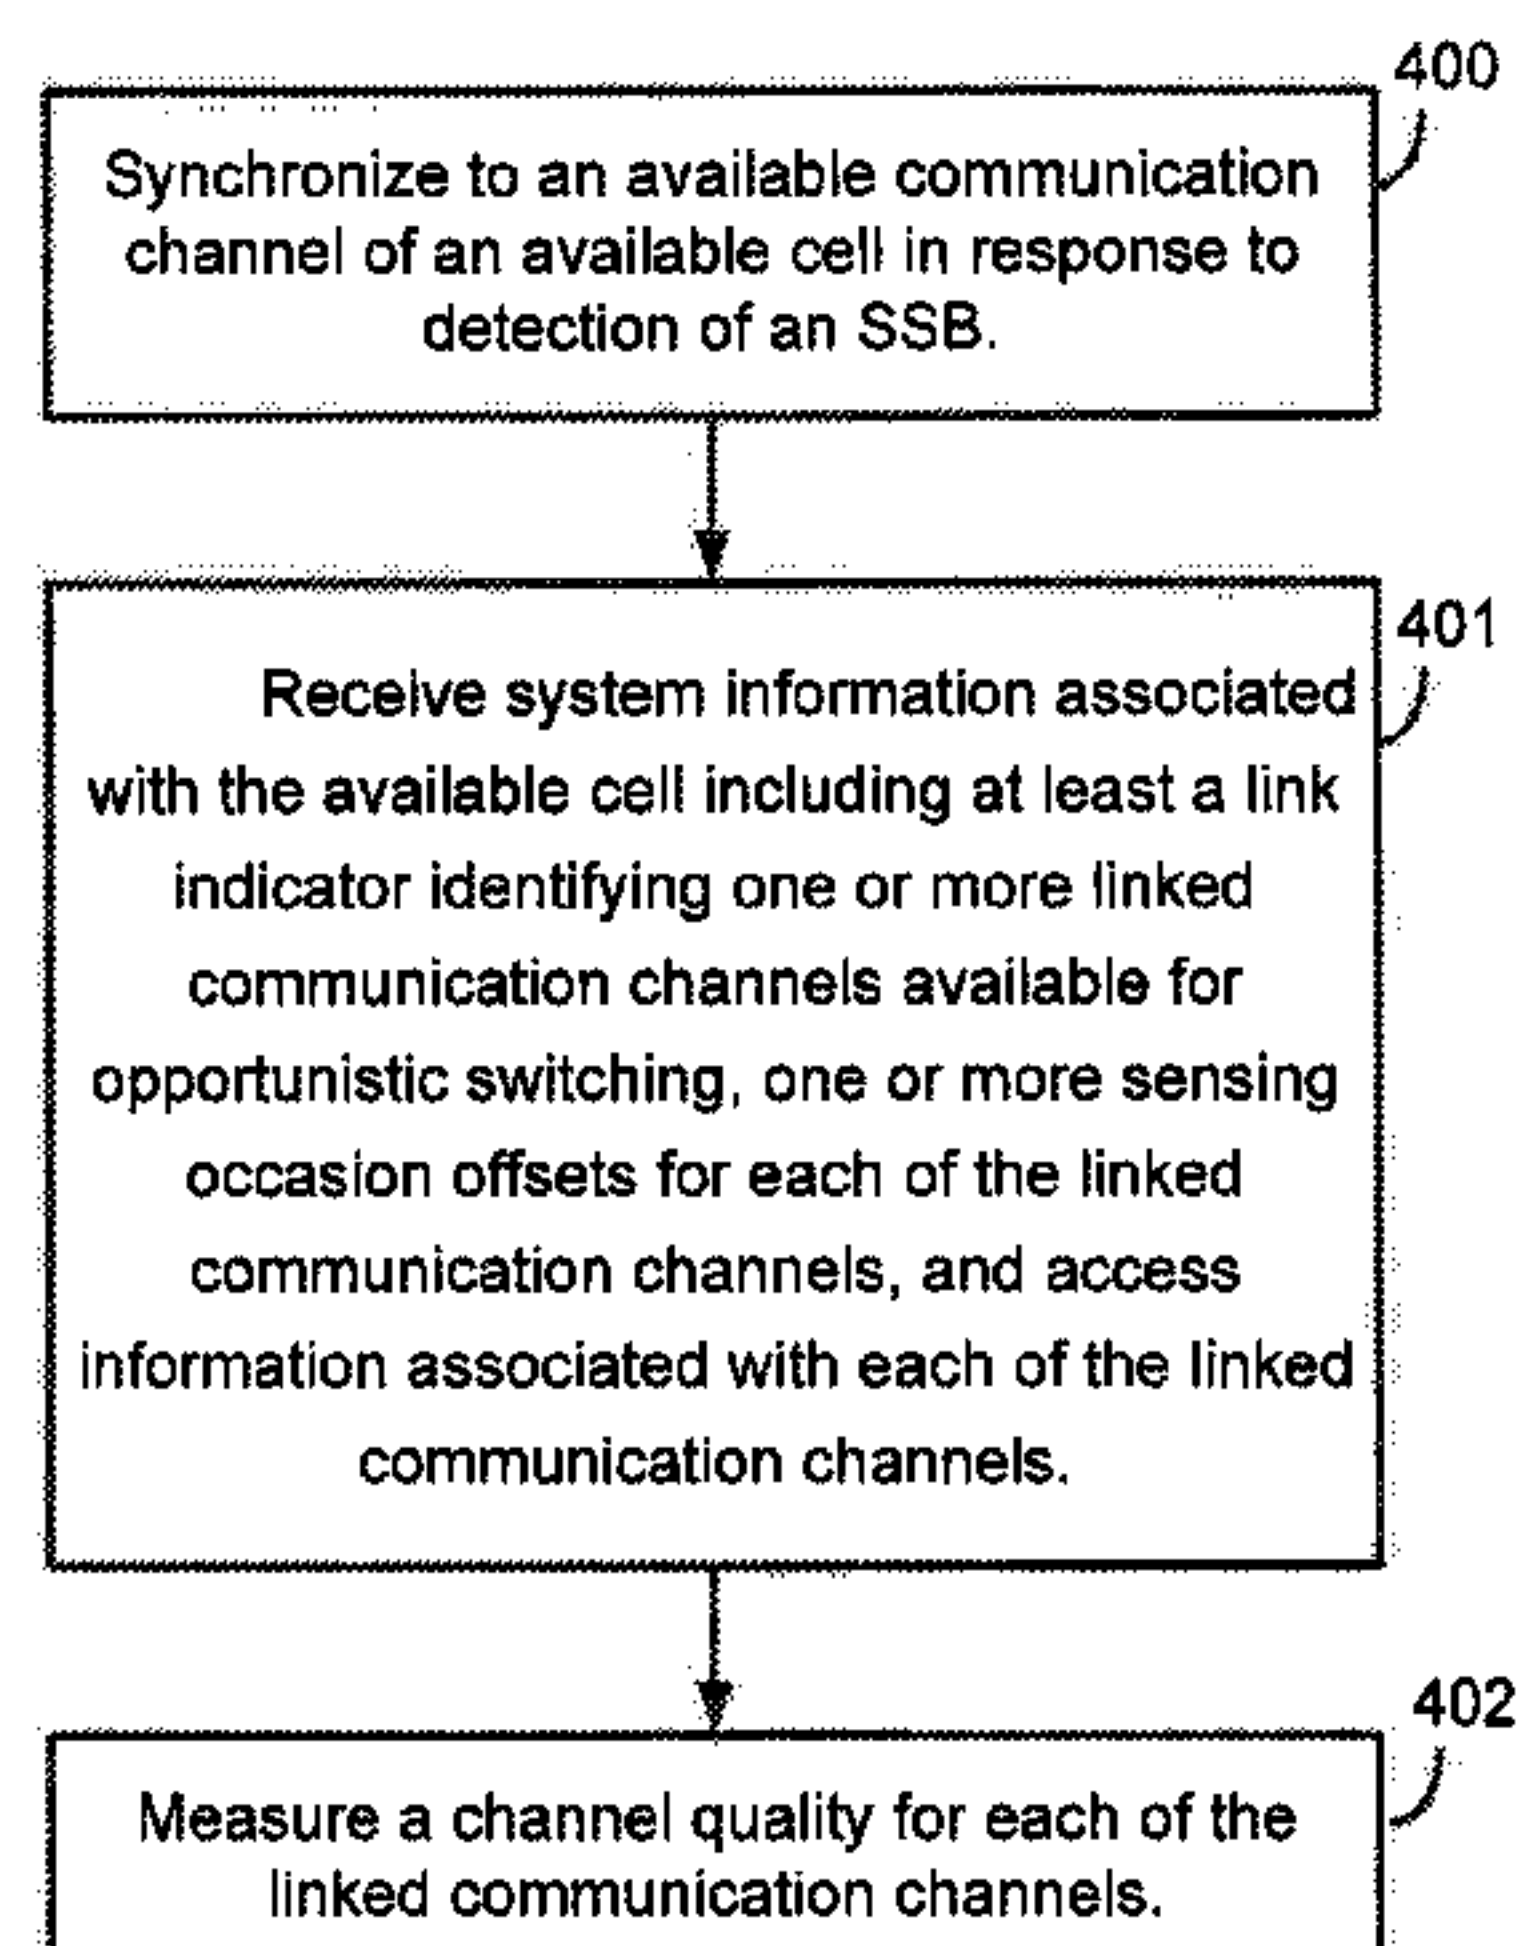 400
Synchronize to an available communication
channel of an available cell in response to
detection of an SSB.
401
Receive system information associated
with the available cell including at least a link
indicator identifying one or more linked
communication channels available for
opportunistic switching, one or more sensing
occasion offsets for each of the linked
communication channels, and access
information associated with each of the linked
communication channels.
402
Measure a channel quality for each of the
linked communication channels.